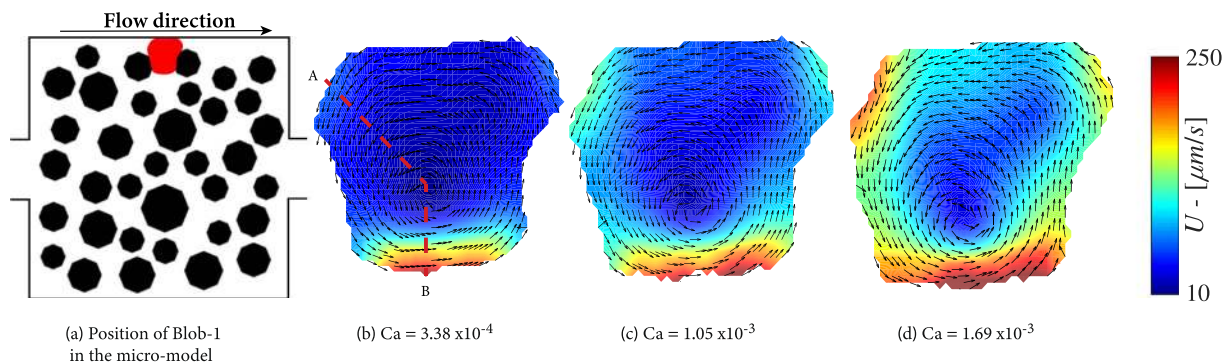 Flow direction
A
B
250
U - [μm/s]
10
(a) Position of Blob-1
in the micro-model
(b) Ca = 3.38 x10-4
(c) Ca = 1.05 x10-3
(d) Ca = 1.69 x10-3